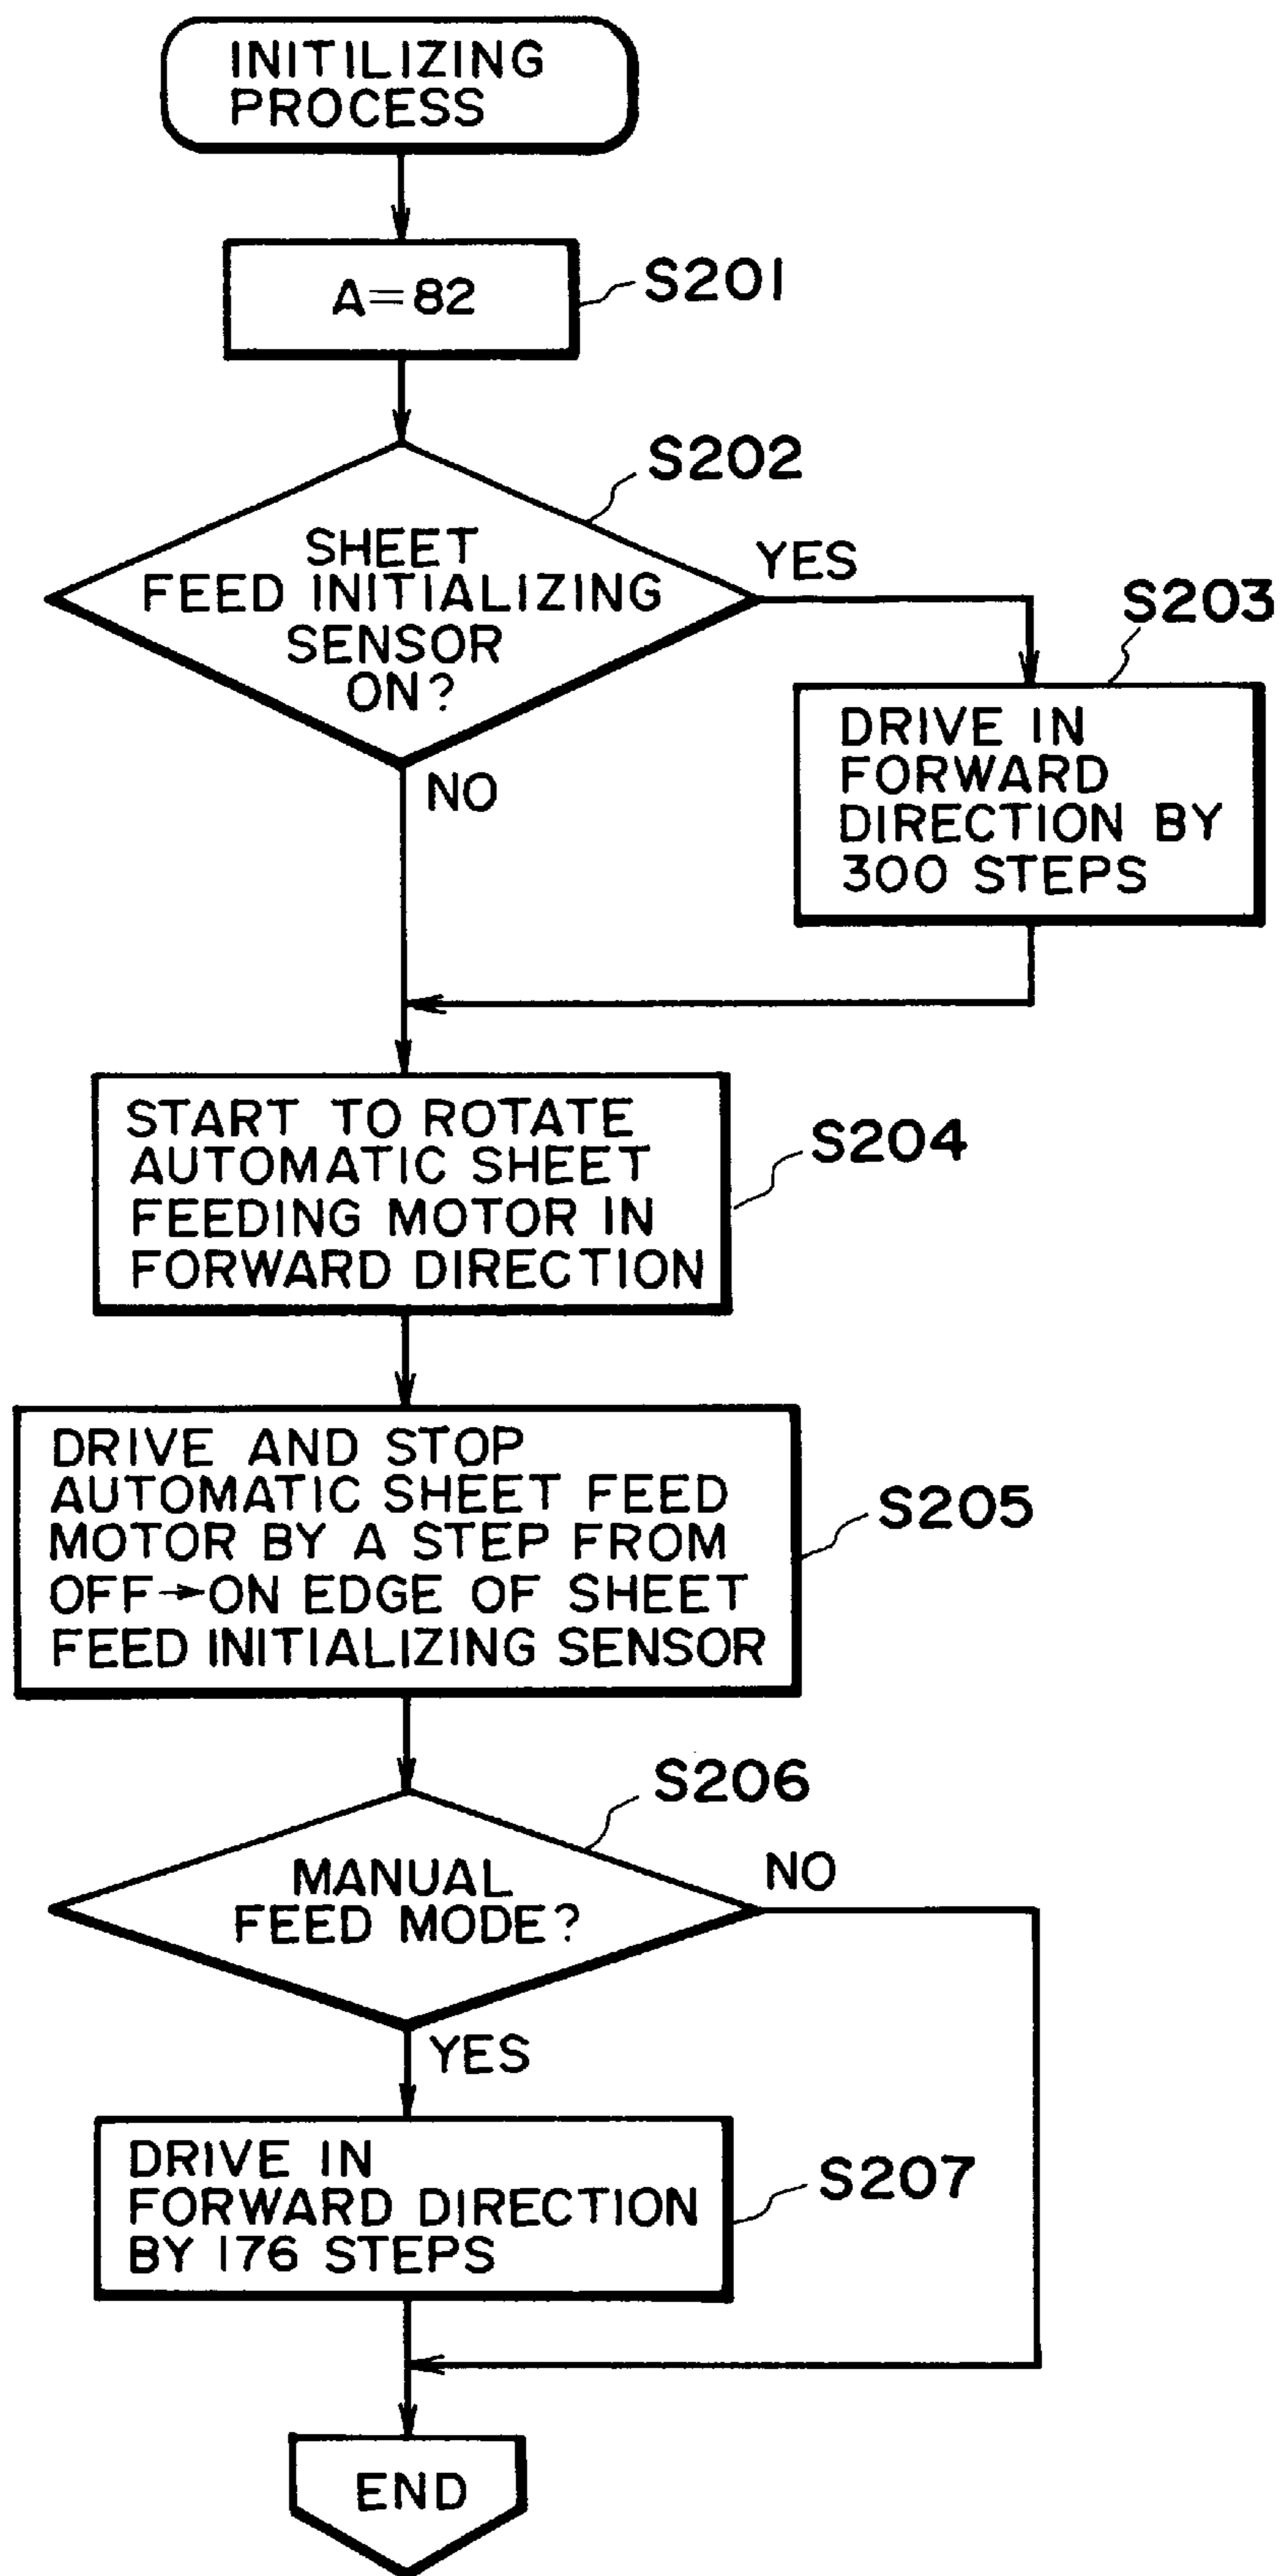 INITILIZING
PROCESS
A=82
S201
S202
SHEET
FEED INITIALIZING
SENSOR
ON?
YES
NO
S203
DRIVE IN
FORWARD
DIRECTION BY
300 STEPS
START TO ROTATE
AUTOMATIC SHEET
FEEDING MOTOR IN
FORWARD DIRECTION
S204
DRIVE AND STOP
AUTOMATIC SHEET FEED
MOTOR BY A STEP FROM
OFF→ON EDGE OF SHEET
FEED INITIALIZING SENSOR
S205
S206
MANUAL
FEED MODE?
NO
YES
DRIVE IN
FORWARD DIRECTION
BY 176 STEPS
S207
END